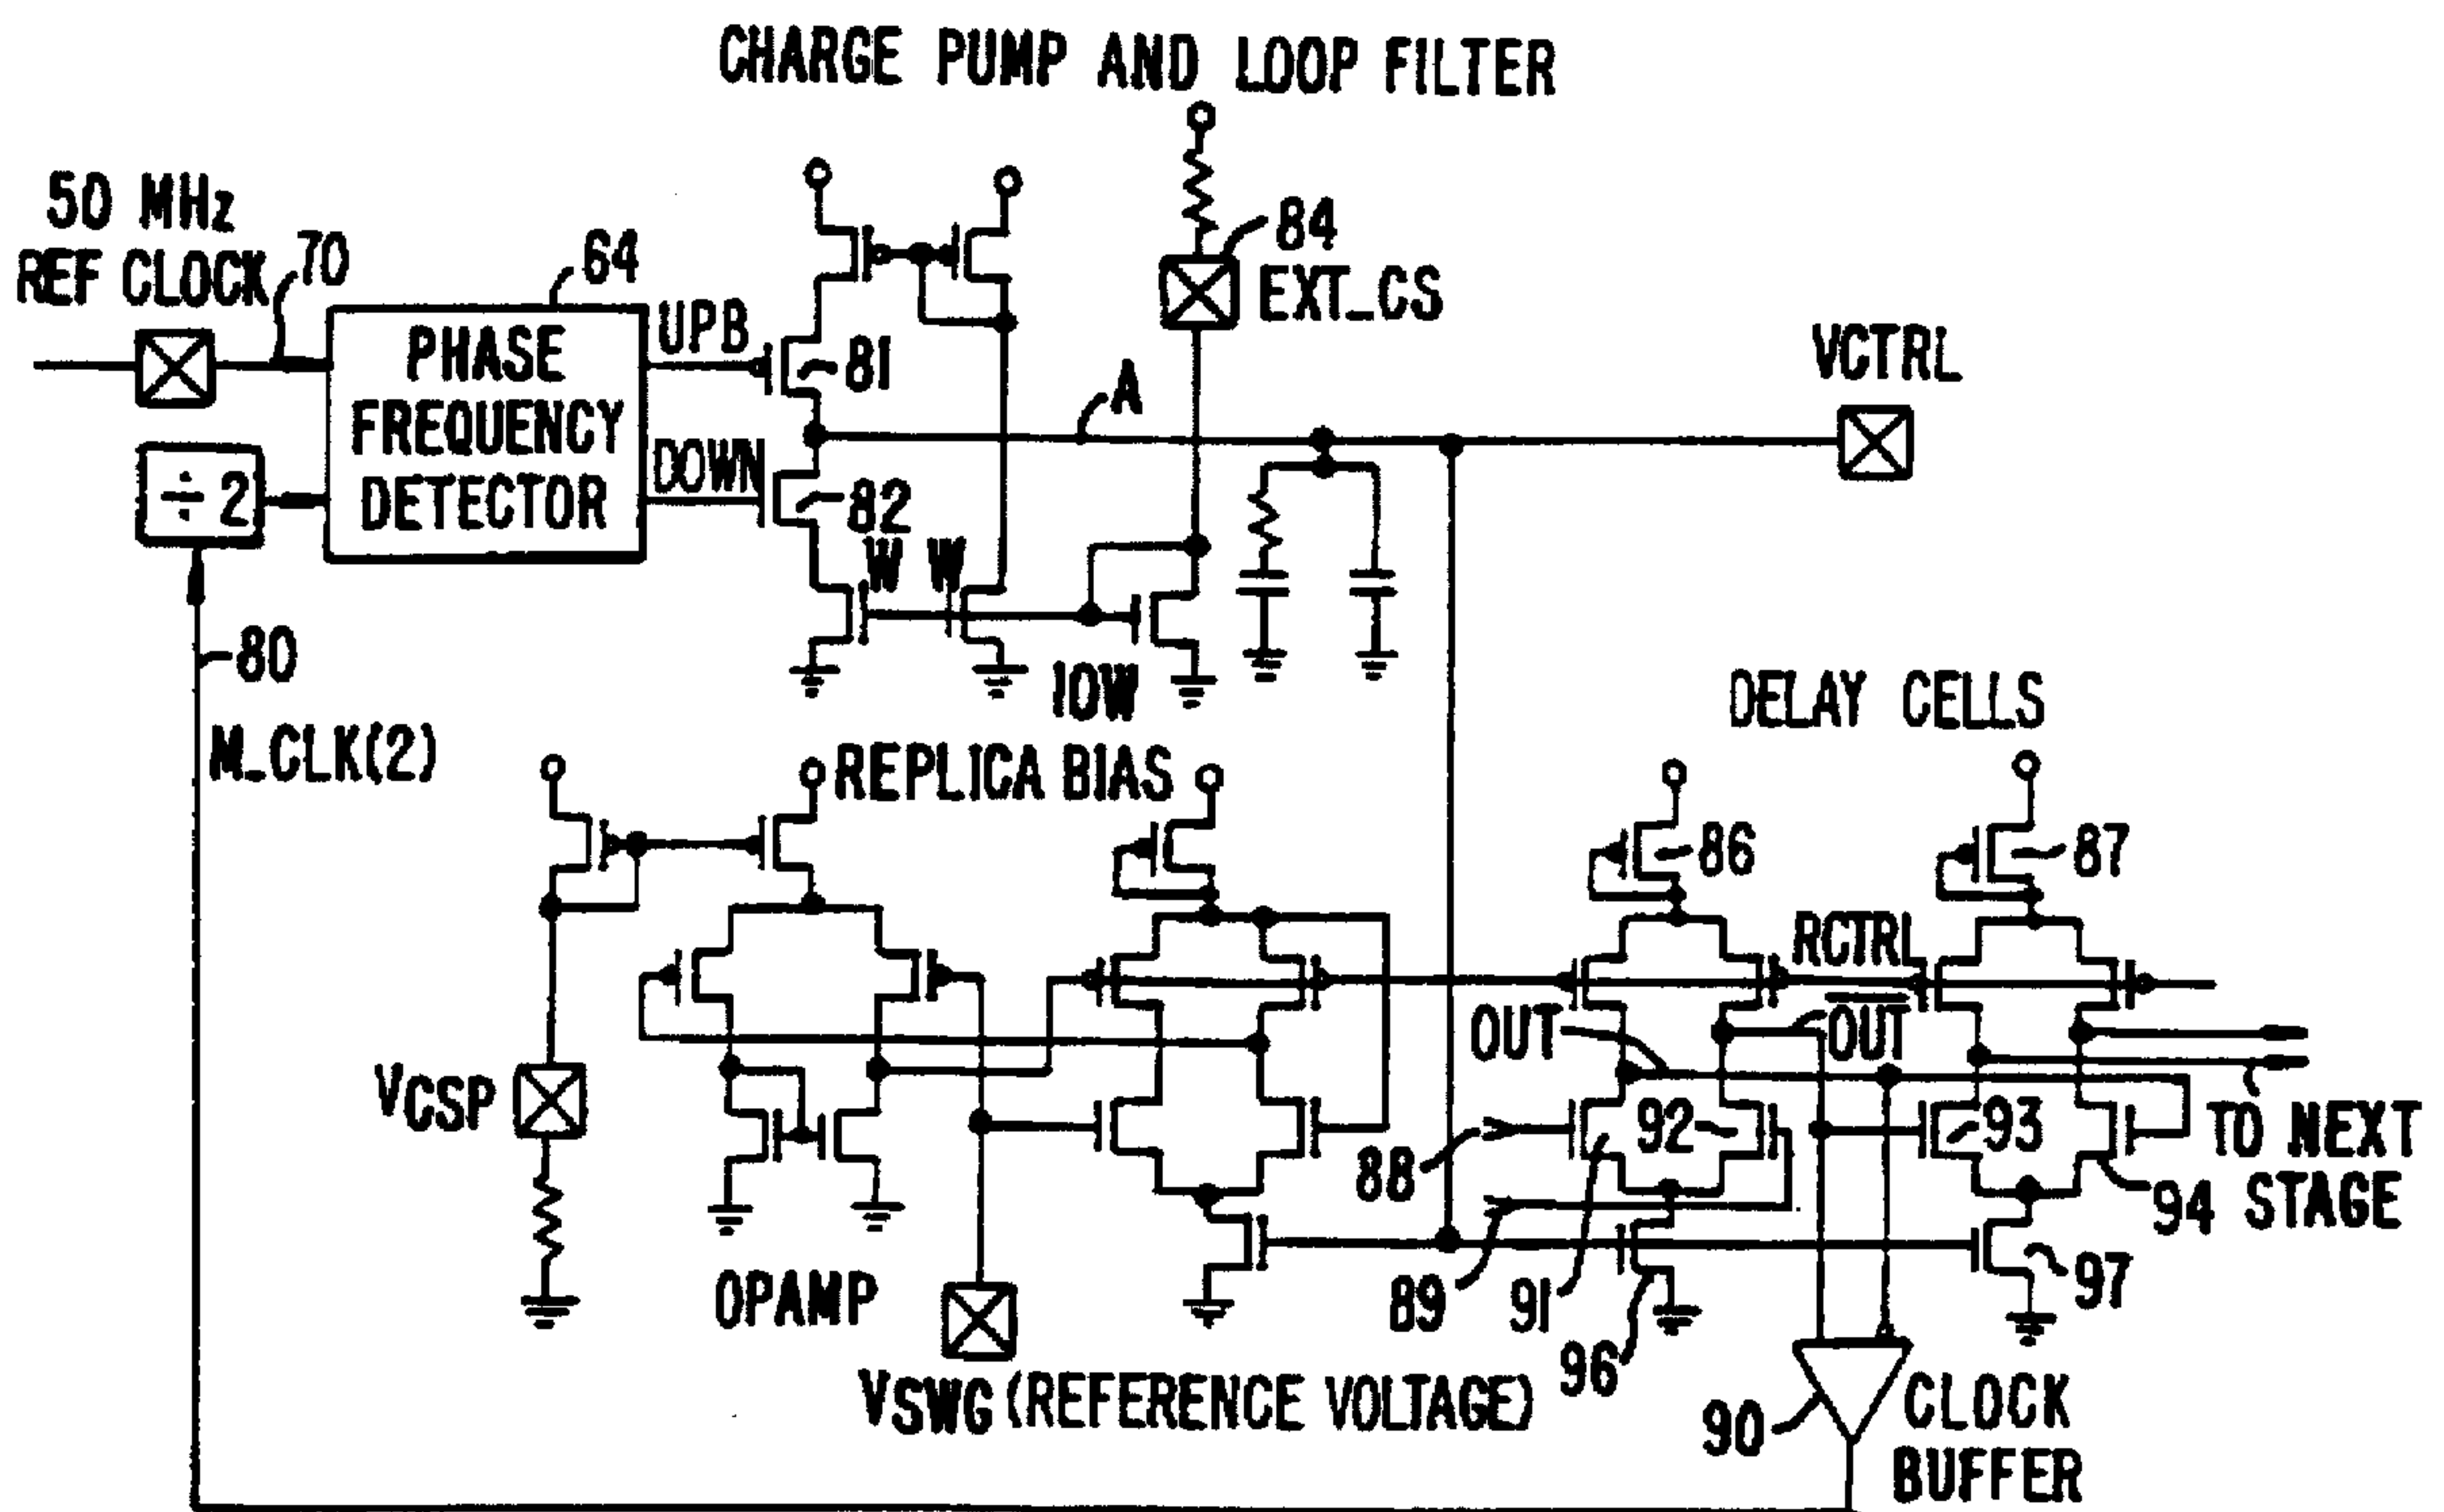 CHARGE PUMP AND LOOP FILTER
50 MHz
REF CLOCK
70
64
84
EXT_CS
UPB
81
A
VCTRL
PHASE
FREQUENCY
DETECTOR
÷ 2
DOWN
82
W W
80
10W
DELAY CELLS
M_CLK(2)
REPLICA BIAS
86
87
RCTRL
OUT
OUT
VCSP
88
92
93
TO NEXT
STAGE
94
OPAMP
89
91
96
97
VSWG (REFERENCE VOLTAGE)
90
CLOCK
BUFFER